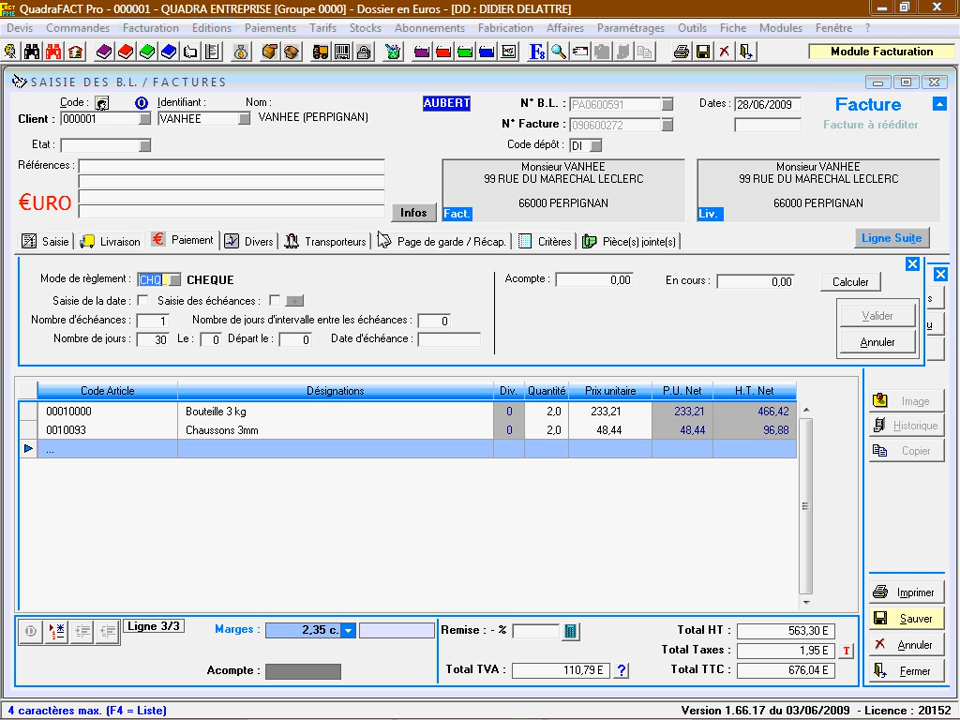 QuadraFACT Pro - 000001 - QUADRA ENTREPRISE [Groupe 0000] - Dossier en Euros - [DD : DIDIER DELATTRE]
Devis Commandes Facturation Editions Paiements Tarifs Stocks Abonnements Fabrication Affaires Paramétrages Outils Fiche Modules Fenêtre ?
Module Facturation
SAISIE DES B.L. / FACTURES
Code : Identifiant : Nom : AUBERT N° B.L. : PA0600591 Dates : 28/06/2009 Facture
Client : 000001 VANHEE VANHEE (PERPIGNAN) N° Facture : 090600272 Facture à rééditer
Etat : Code dépôt : DI
Références :
Monsieur VANHEE Monsieur VANHEE
99 RUE DU MARECHAL LECLERC 99 RUE DU MARECHAL LECLERC
€URO 66000 PERPIGNAN 66000 PERPIGNAN
Infos Fact. Liv.
Saisie Livraison Paiement Divers Transporteurs Page de garde / Récap. Critères Pièce(s) jointe(s) Ligne Suite
Mode de règlement : CHQ CHEQUE Acompte : 0,00 En cours : 0,00 Calculer
Saisie de la date : Saisie des échéances :
Nombre d'échéances : 1 Nombre de jours d'intervalle entre les échéances : 0 Valider
Nombre de jours : 30 Le : 0 Départ le : 0 Date d'échéance : Annuler
Code Article Désignations Div. Quantité Prix unitaire P.U. Net H.T. Net
00010000 Bouteille 3 kg 0 2,0 233,21 233,21 466,42
0010093 Chaussons 3mm 0 2,0 48,44 48,44 96,88
...
Image
Historique
Copier
Imprimer
Sauver
Annuler
Fermer
Ligne 3/3 Marges : 2,35 c. Remise : - % Total HT : 563,30 E
Total Taxes : 1,95 E T
Acompte : Total TVA : 110,79 E ? Total TTC : 676,04 E
4 caractères max. (F4 = Liste) Version 1.66.17 du 03/06/2009 - Licence : 20152